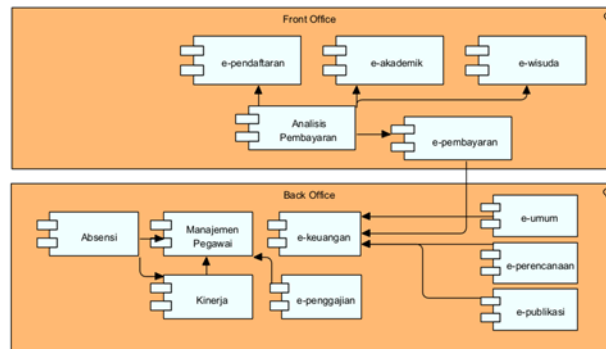 Front Office
e-pendaftaran
e-akademik
e-wisuda
Analisis
Pembayaran
e-pembayaran
Back Office
Absensi
Manajemen
Pegawai
e-keuangan
e-umum
e-perencanaan
Kinerja
e-penggajian
e-publikasi